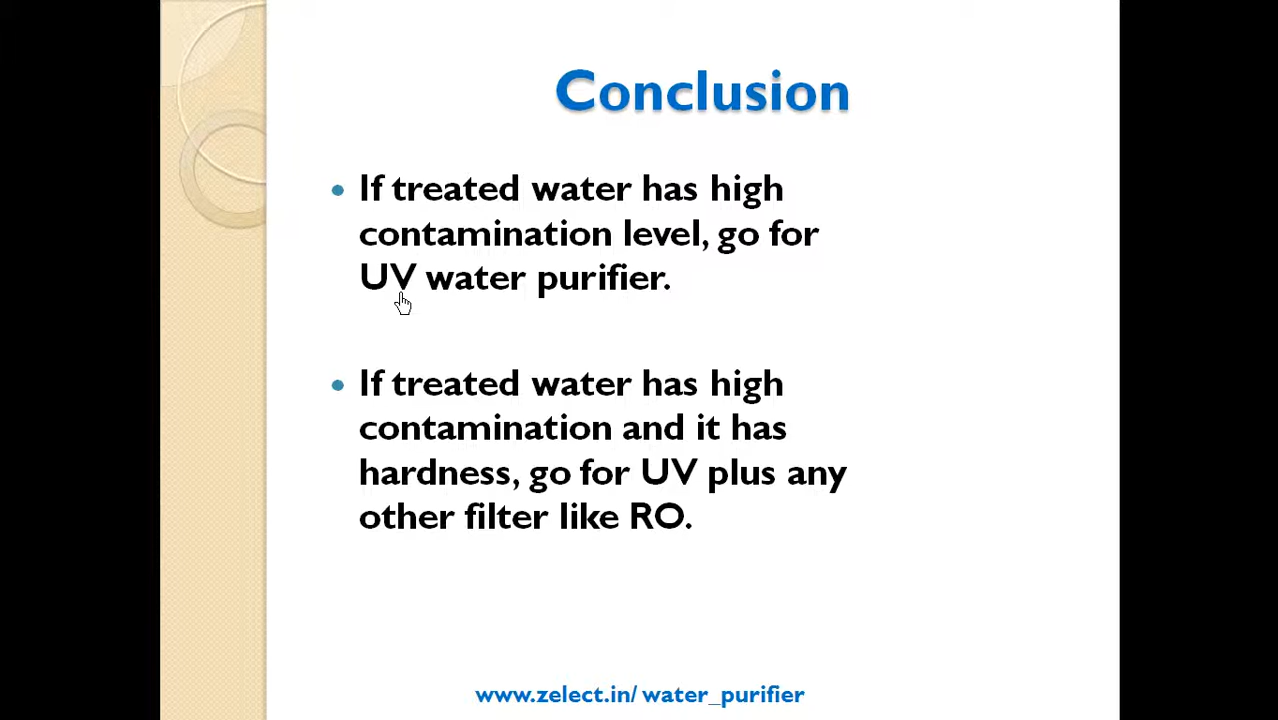 Conclusion
If treated water has high
contamination level, go for
UV water purifier.
If treated water has high
contamination and it has
hardness, go for UV plus any
other filter like RO.
www.zelect.in/ water_purifier